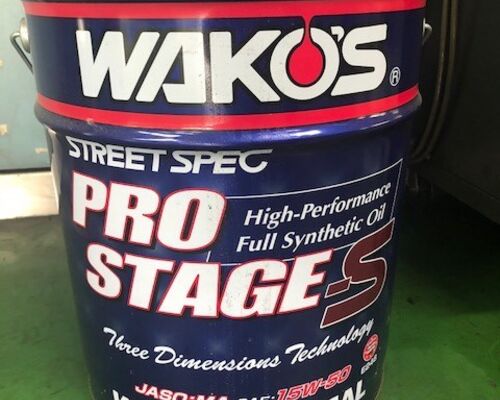 WAKO'S®
STREET SPEC
PRO
STAGE-S
High-Performance
Full Synthetic Oil
Three Dimensions Technology
JASO:MA SAE:15W-50